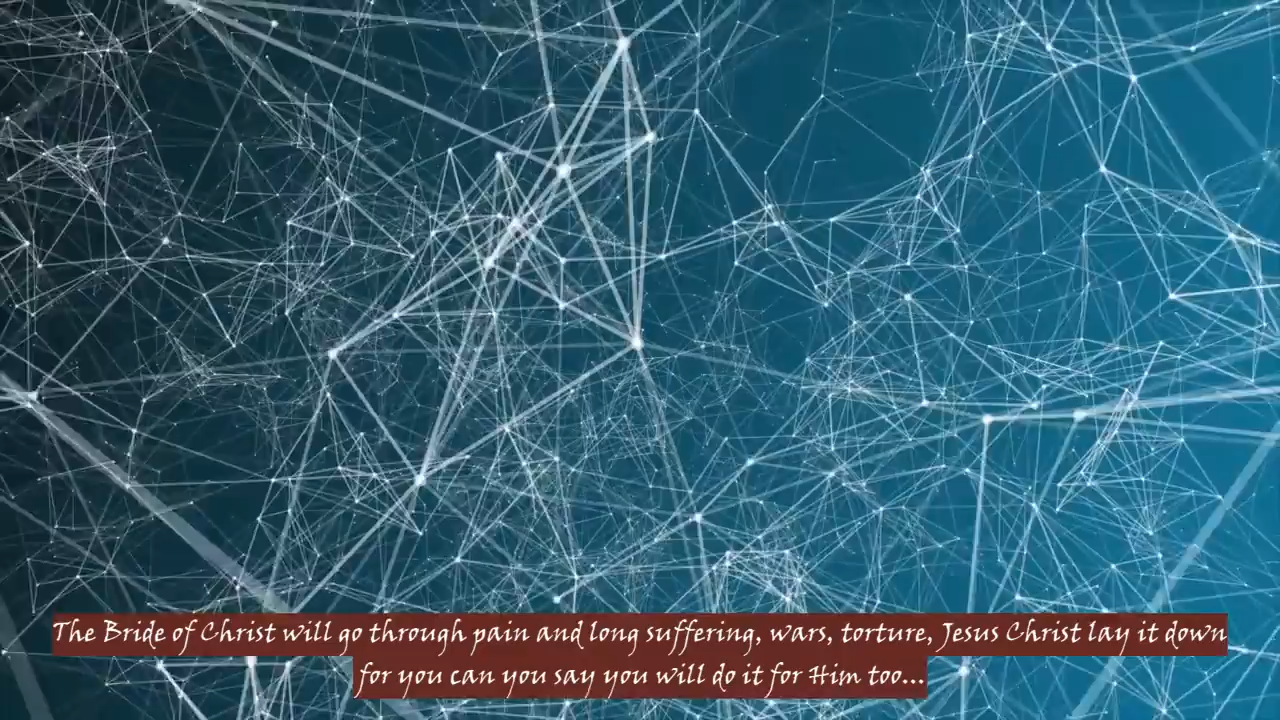 The Bride of Christ will go through pain and long suffering, wars, torture, Jesus Christ lay it down
for you can you say you will do it for Him too...